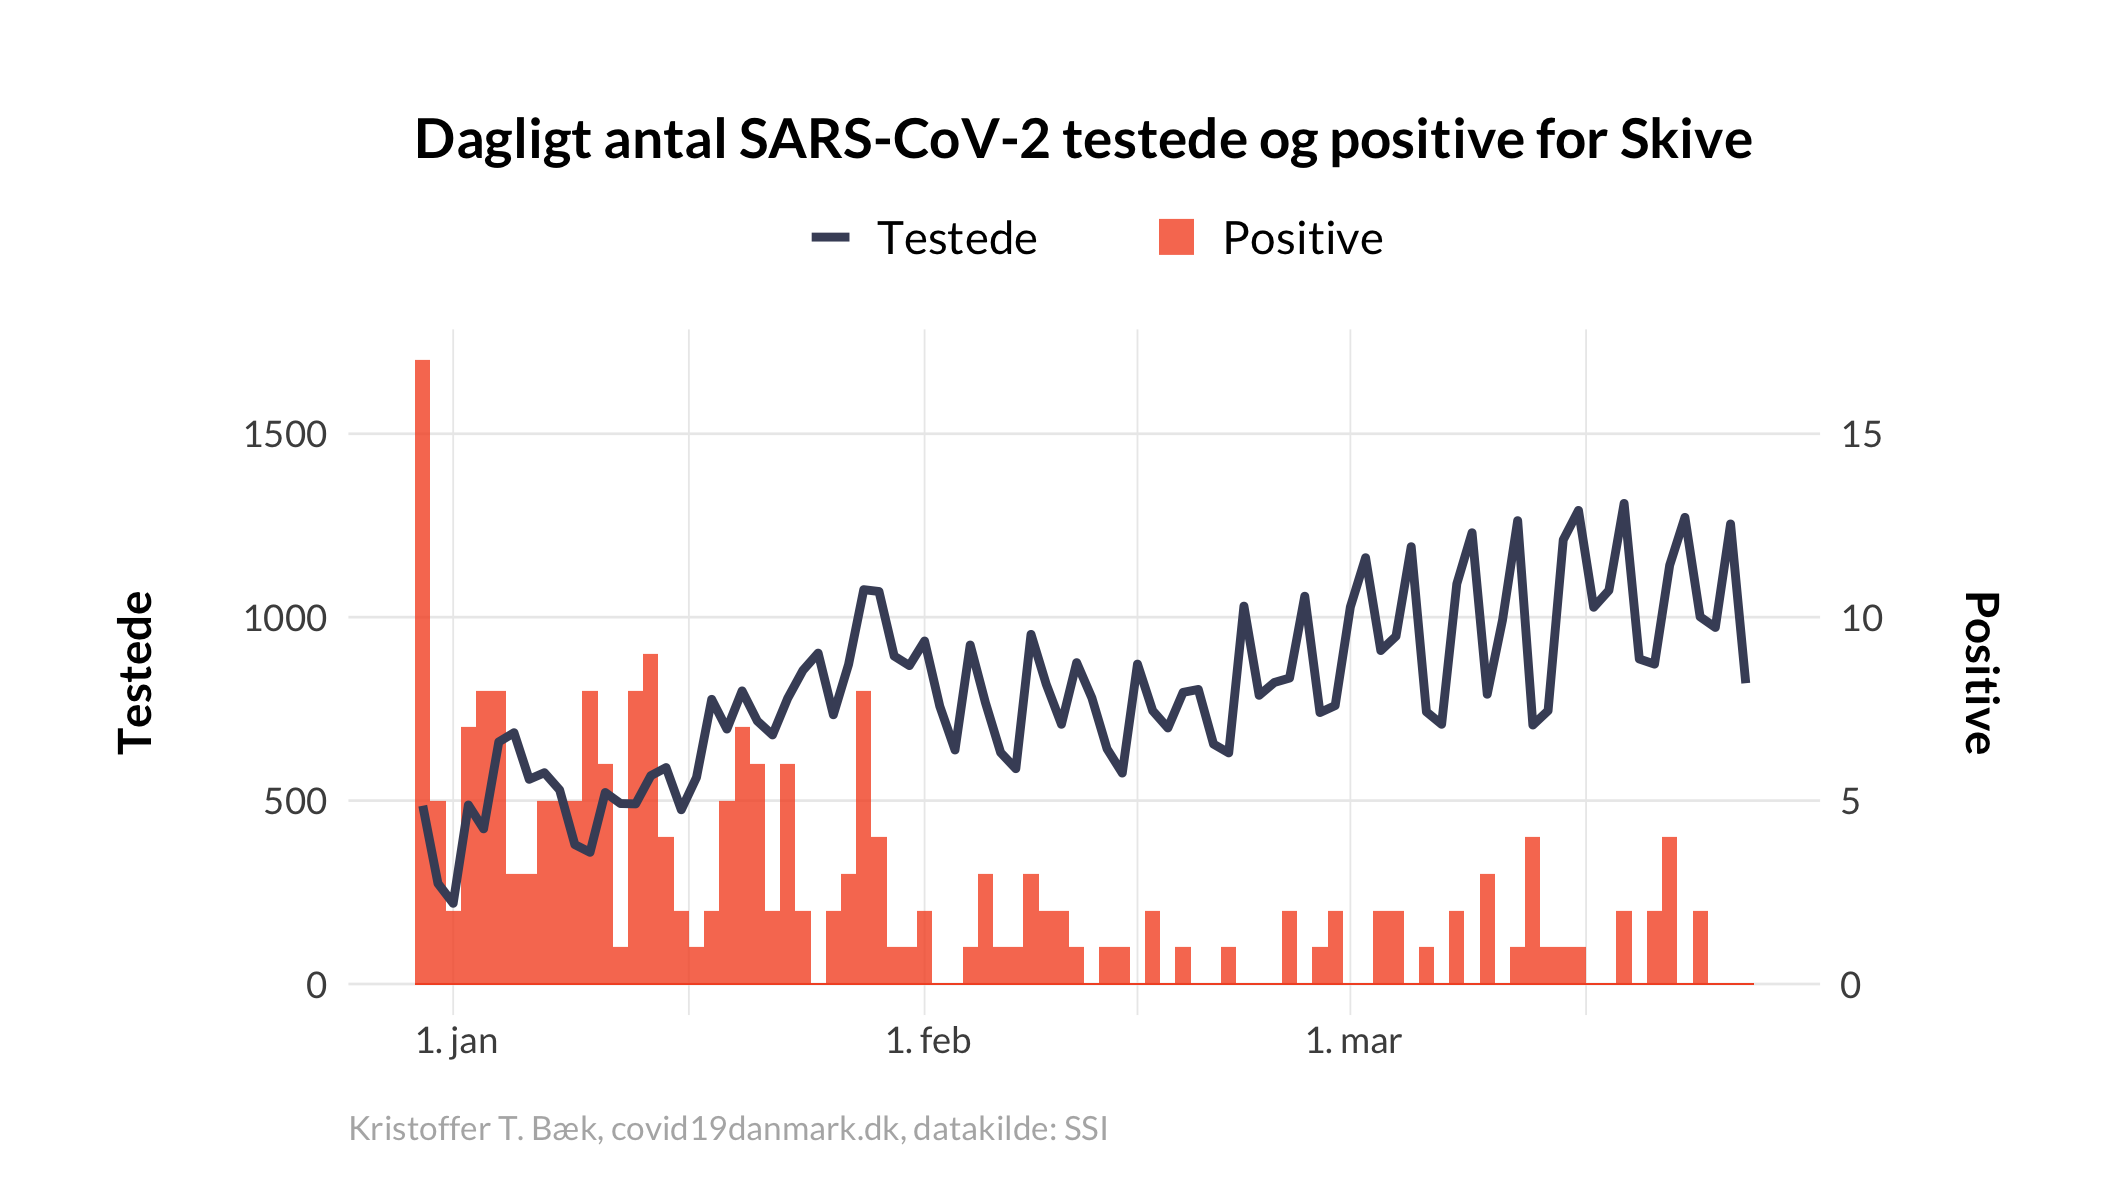 Dagligt antal SARS-CoV-2 testede og positive for Skive
Testede
Positive
Testede
1500
1000
500
0
15
10
5
0
Positive
1. jan
1. feb
1. mar
Kristoffer T. Bæk, covid19danmark.dk, datakilde: SSI